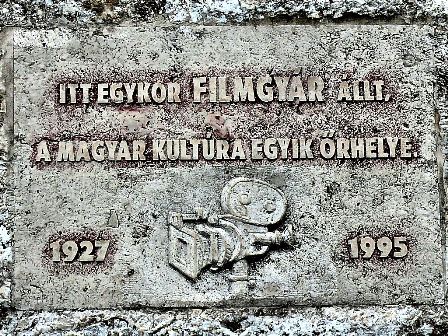 ITT EGYKOR FILMGYÁR ÁLLT,
A MAGYAR KULTÚRA EGYIK ŐRHELYE.
1927 1995